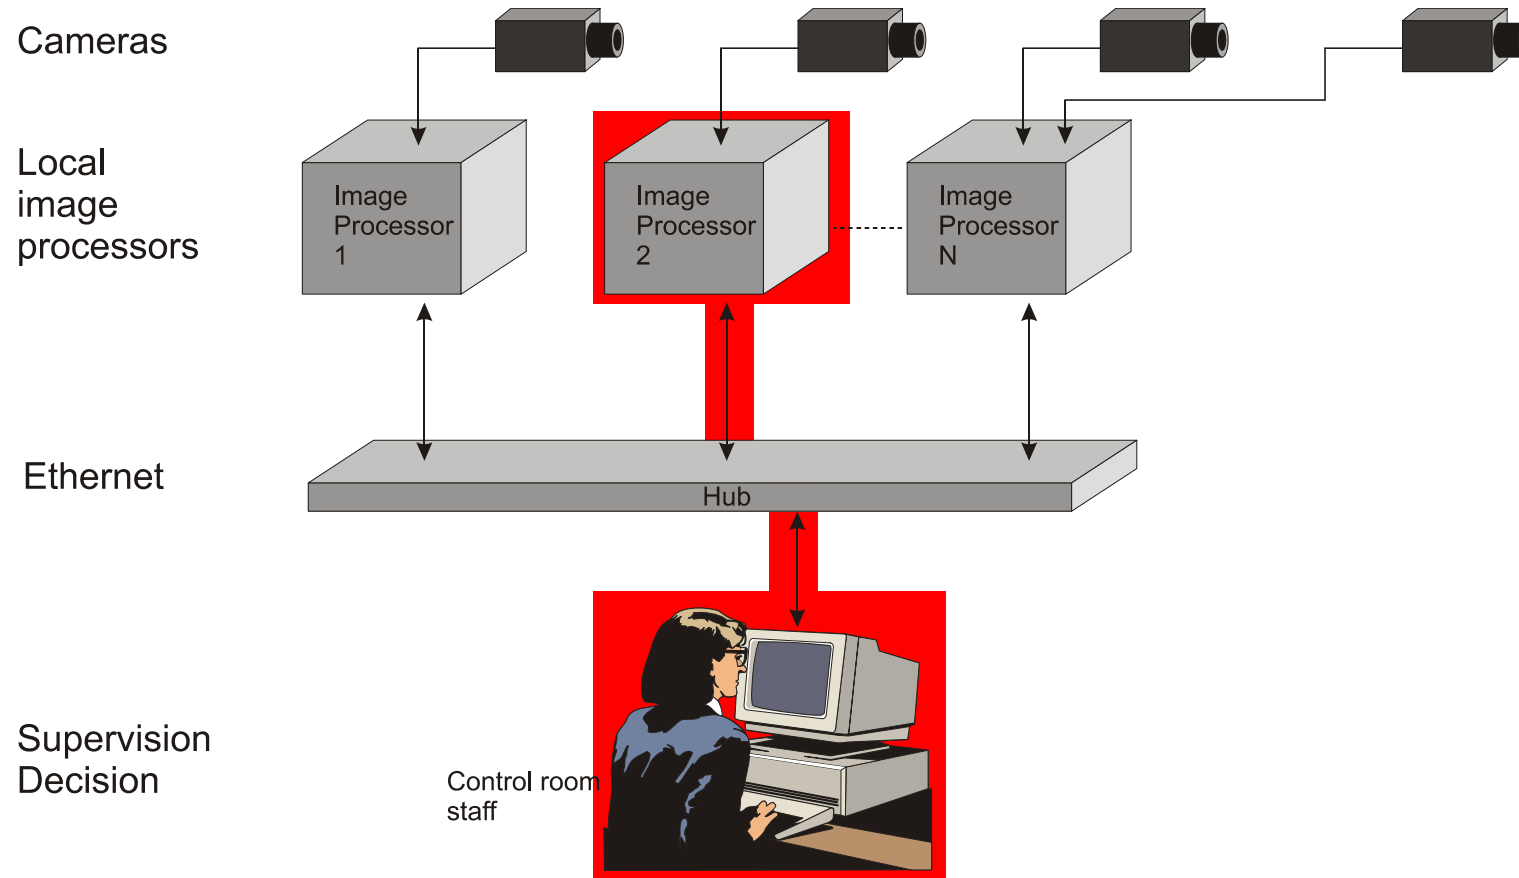 Cameras
Local
image
processors
Image
Processor
1
Image
Processor
2
Image
Processor
N
Ethernet
Hub
Supervision
Decision
Control room
staff